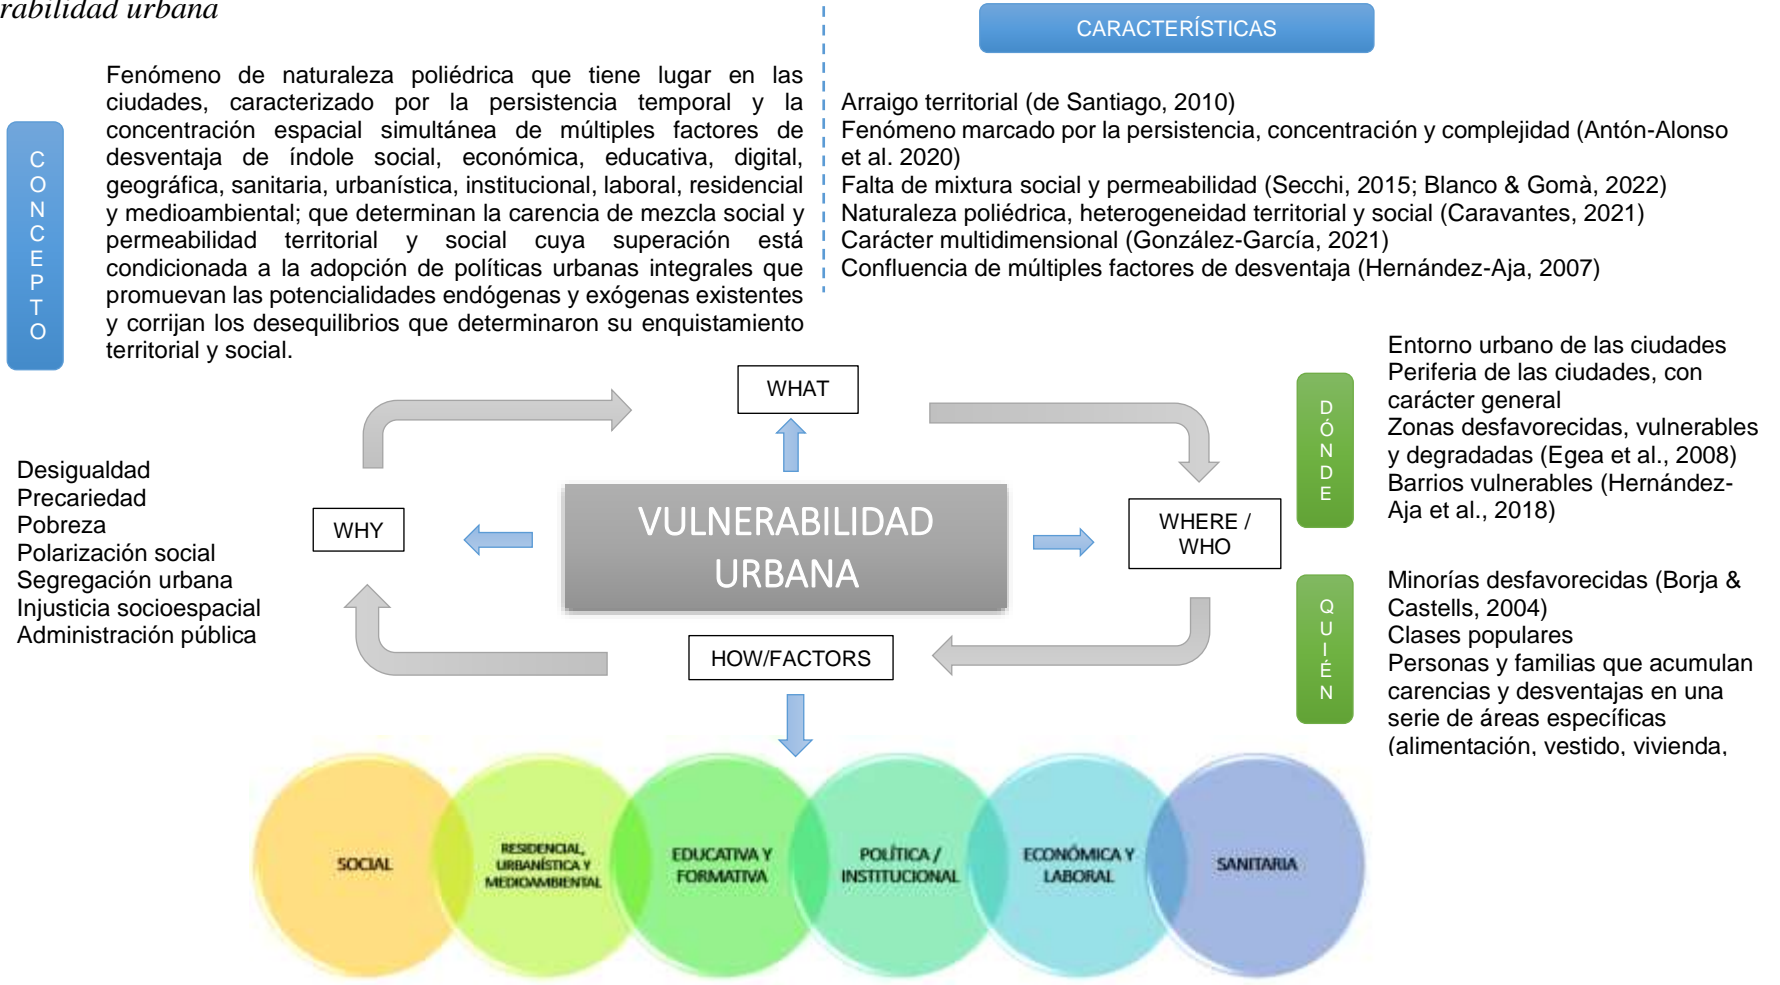 rabilidad urbana
CARACTERÍSTICAS
CONCEPTO
Fenómeno de naturaleza poliédrica que tiene lugar en las
ciudades, caracterizado por la persistencia temporal y la
concentración espacial simultánea de múltiples factores de
desventaja de índole social, económica, educativa, digital,
geográfica, sanitaria, urbanística, institucional, laboral, residencial
y medioambiental; que determinan la carencia de mezcla social y
permeabilidad territorial y social cuya superación está
condicionada a la adopción de políticas urbanas integrales que
promuevan las potencialidades endógenas y exógenas existentes
y corrijan los desequilibrios que determinaron su enquistamiento
territorial y social.
Arraigo territorial (de Santiago, 2010)
Fenómeno marcado por la persistencia, concentración y complejidad (Antón-Alonso
et al. 2020)
Falta de mixtura social y permeabilidad (Secchi, 2015; Blanco & Gomà, 2022)
Naturaleza poliédrica, heterogeneidad territorial y social (Caravantes, 2021)
Carácter multidimensional (González-García, 2021)
Confluencia de múltiples factores de desventaja (Hernández-Aja, 2007)
WHAT
DÓNDE
Entorno urbano de las ciudades
Periferia de las ciudades, con
carácter general
Zonas desfavorecidas, vulnerables
y degradadas (Egea et al., 2008)
Barrios vulnerables (Hernández-
Aja et al., 2018)
Desigualdad
Precariedad
Pobreza
Polarización social
Segregación urbana
Injusticia socioespacial
Administración pública
WHY
VULNERABILIDAD
URBANA
WHERE /
WHO
QUIÉN
Minorías desfavorecidas (Borja &
Castells, 2004)
Clases populares
Personas y familias que acumulan
carencias y desventajas en una
serie de áreas específicas
(alimentación, vestido, vivienda,
HOW/FACTORS
SOCIAL
RESIDENCIAL,
URBANÍSTICA Y
MEDIOAMBIENTAL
EDUCATIVA Y
FORMATIVA
POLÍTICA /
INSTITUCIONAL
ECONÓMICA Y
LABORAL
SANITARIA